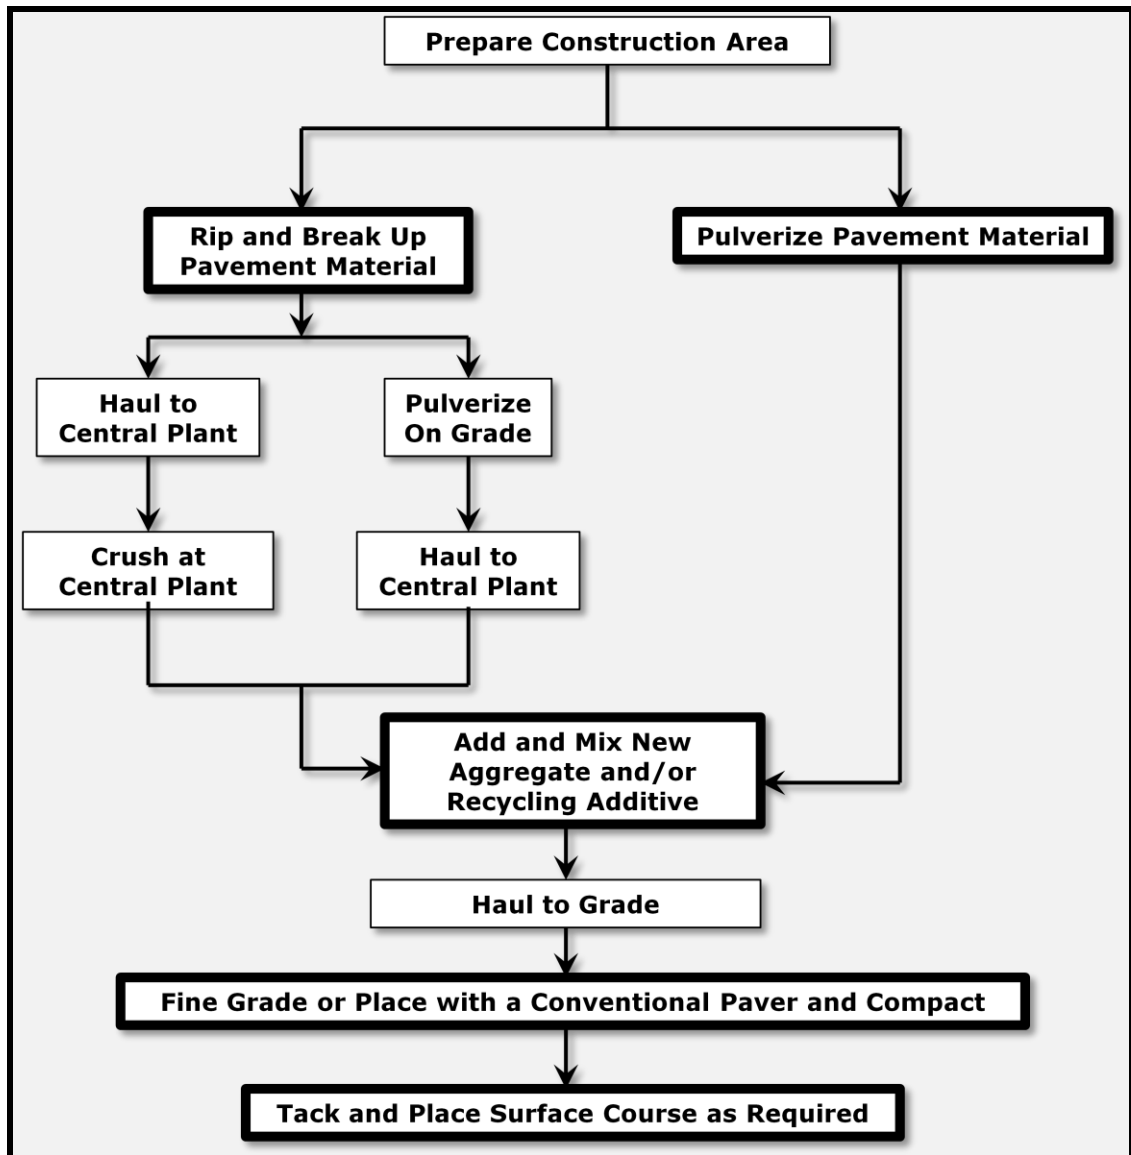 Prepare Construction Area
Rip and Break Up
Pavement Material
Pulverize Pavement Material
Haul to
Central Plant
Pulverize
On Grade
Crush at
Central Plant
Haul to
Central Plant
Add and Mix New
Aggregate and/or
Recycling Additive
Haul to Grade
Fine Grade or Place with a Conventional Paver and Compact
Tack and Place Surface Course as Required